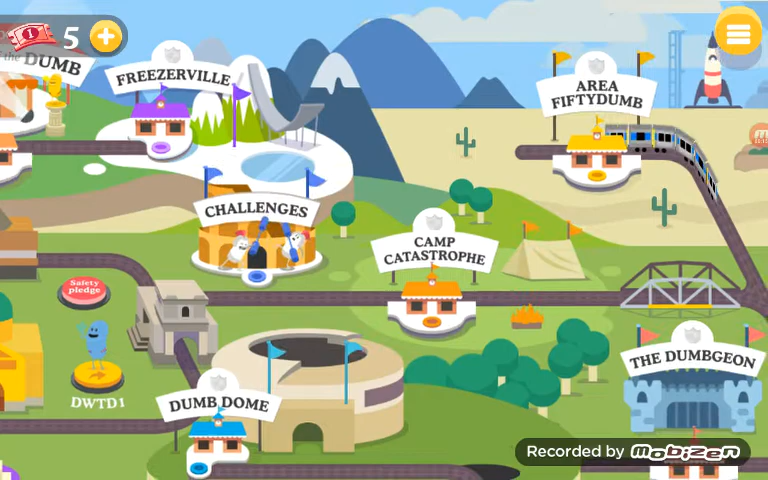 1
5
the DUMB
FREEZERVILLE
AREA
FIFTYDUMB
CHALLENGES
CAMP
CATASTROPHE
Safety
pledge
THE DUMBGEON
DWTD1
DUMB DOME
Recorded by Mobizen